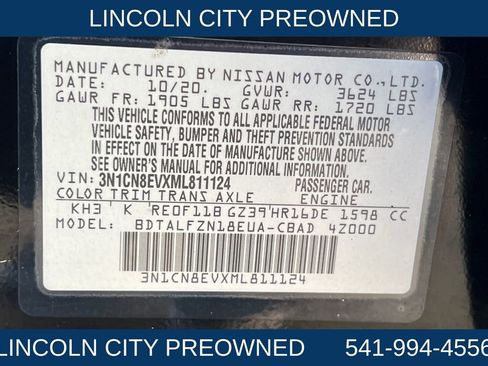 LINCOLN CITY PREOWNED
MANUFACTURED BY NISSAN MOTOR CO., LTD.
DATE: 10/20. GVWR: 3624 LBS
GAWR FR: 1905 LBS GAWR RR: 1720 LBS
THIS VEHICLE CONFORMS TO ALL APPLICABLE FEDERAL MOTOR
VEHICLE SAFETY, BUMPER AND THEFT PREVENTION STANDARDS
IN EFFECT ON THE DATE OF MANUFACTURE SHOWN ABOVE.
SEE OWNER'S MANUAL FOR ADDITIONAL INFORMATION.
VIN: 3N1CN8EVXML811124 PASSENGER CAR.
COLOR TRIM TRANS AXLE ENGINE
KH3 K RE0F11B GZ39 HR16DE 1598 CC
MODEL: BDTALFZN18EUA-CBAD 4Z000
3N1CN8EVXML811124
LINCOLN CITY PREOWNED 541-994-4556